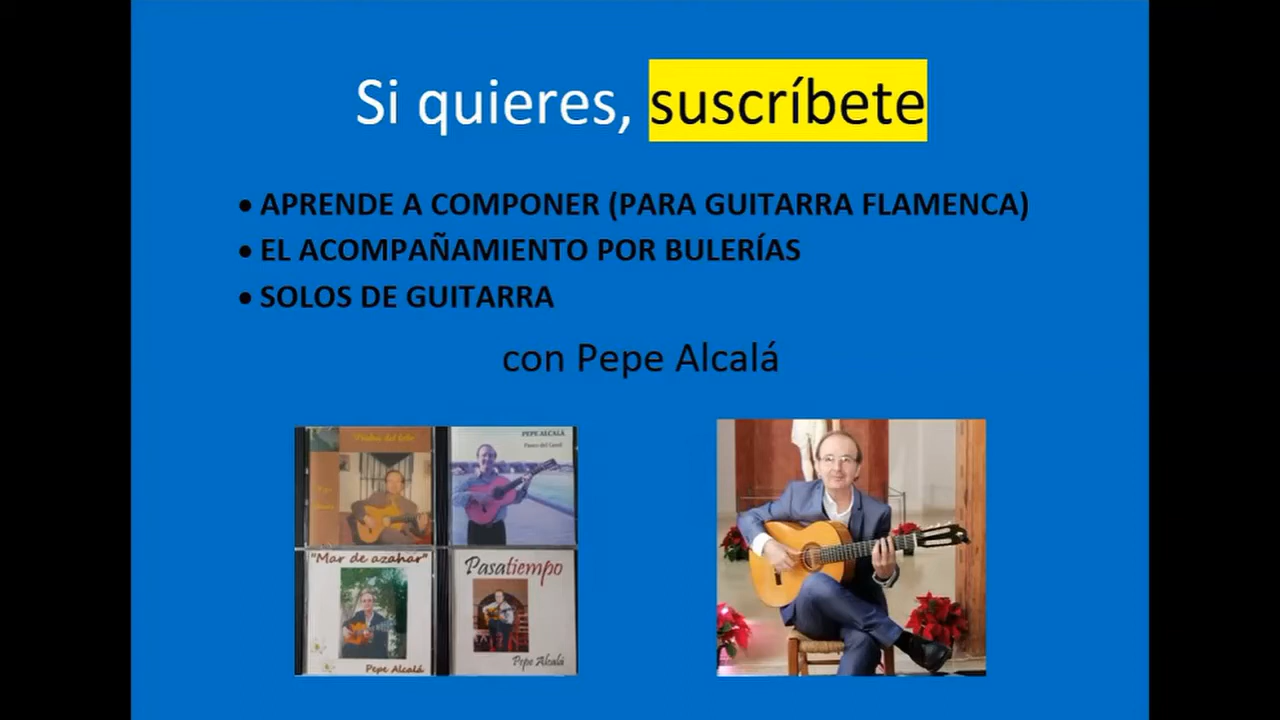 Si quieres, suscríbete
• APRENDE A COMPONER (PARA GUITARRA FLAMENCA)
• EL ACOMPAÑAMIENTO POR BULERÍAS
• SOLOS DE GUITARRA
con Pepe Alcalá
PEPE ALCALÁ
"Mar de azahar"
Pepe Alcalá
Pasatiempo
Pepe Alcalá